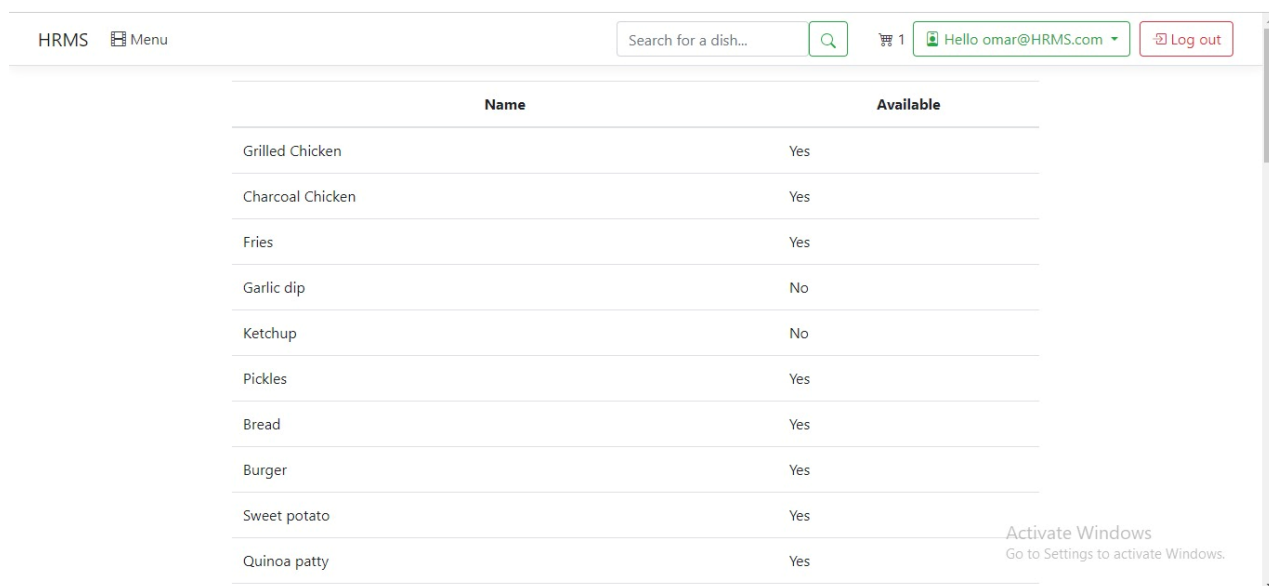 HRMS Menu Search for a dish... 1 Hello omar@HRMS.com Log out
Name Available
Grilled Chicken Yes
Charcoal Chicken Yes
Fries Yes
Garlic dip No
Ketchup No
Pickles Yes
Bread Yes
Burger Yes
Sweet potato Yes
Activate Windows
Go to Settings to activate Windows.
Quinoa patty Yes